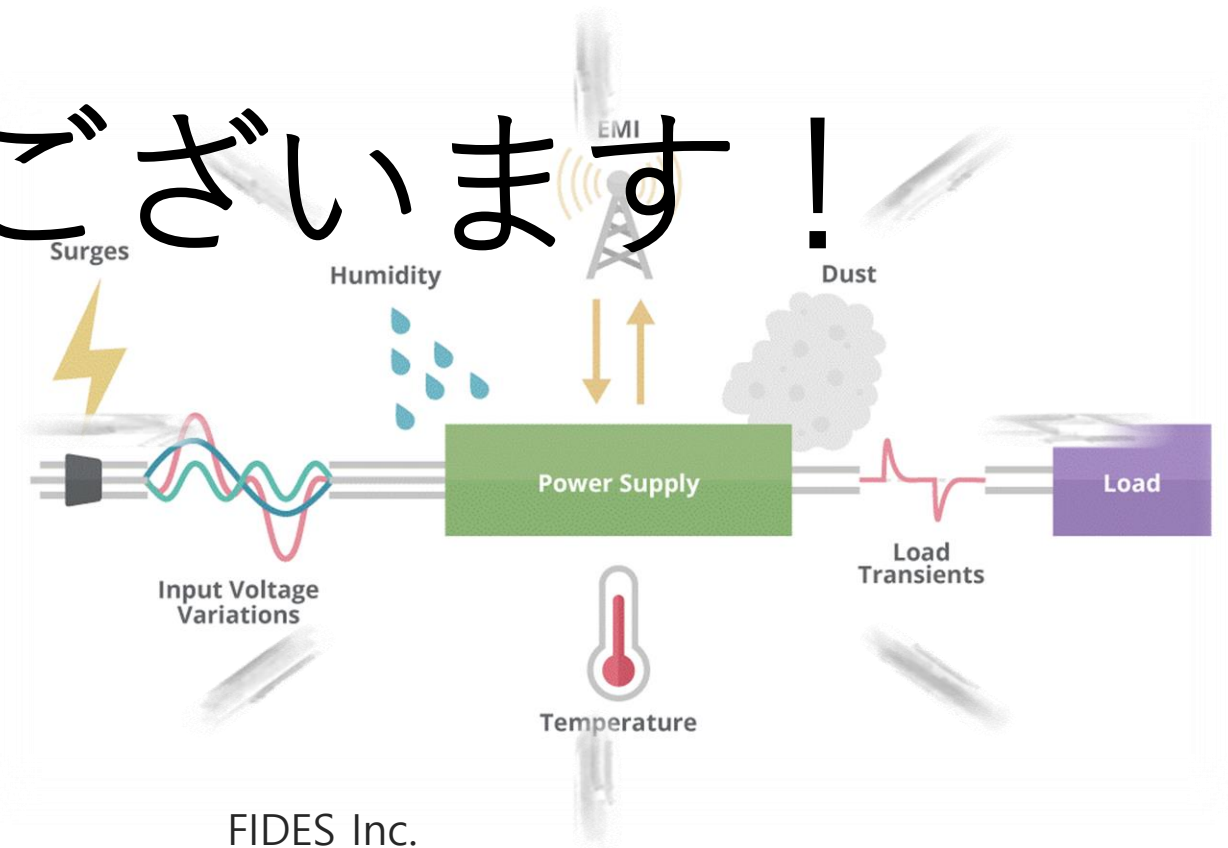 ございます！
EMI
Surges
Humidity
Dust
Power Supply
Load
Input Voltage
Variations
Load
Transients
Temperature
FIDES Inc.